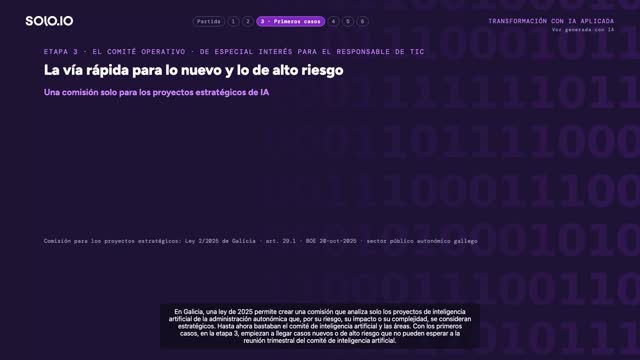 SOLO.IO
Partida 1 2 3 · Primeros casos 4 5 6
TRANSFORMACIÓN CON IA APLICADA
Voz generada con IA
ETAPA 3 · EL COMITÉ OPERATIVO · DE ESPECIAL INTERÉS PARA EL RESPONSABLE DE TIC
La vía rápida para lo nuevo y lo de alto riesgo
Una comisión solo para los proyectos estratégicos de IA
Comisión para los proyectos estratégicos: Ley 2/2025 de Galicia · art. 29.1 · BOE 20-oct-2025 · sector público autonómico gallego
En Galicia, una ley de 2025 permite crear una comisión que analiza solo los proyectos de inteligencia
artificial de la administración autonómica que, por su riesgo, su impacto o su complejidad, se consideran
estratégicos. Hasta ahora bastaban el comité de inteligencia artificial y las áreas. Con los primeros
casos, en la etapa 3, empiezan a llegar casos nuevos o de alto riesgo que no pueden esperar a la
reunión trimestral del comité de inteligencia artificial.